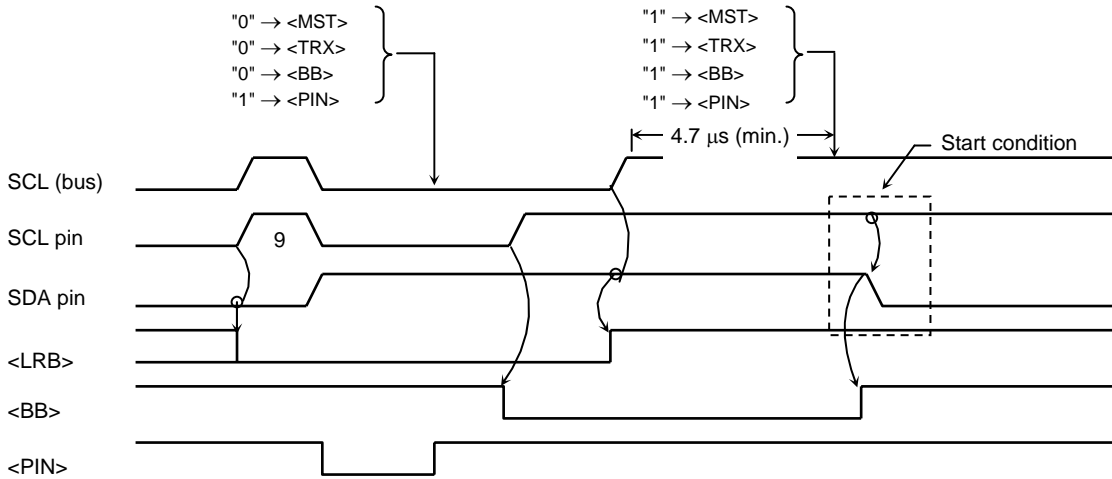 "0" → <MST>
"0" → <TRX>
"0" → <BB>
"1" → <PIN>
"1" → <MST>
"1" → <TRX>
"1" → <BB>
"1" → <PIN>
4.7 μs (min.)
Start condition
SCL (bus)
SCL pin
9
SDA pin
<LRB>
<BB>
<PIN>